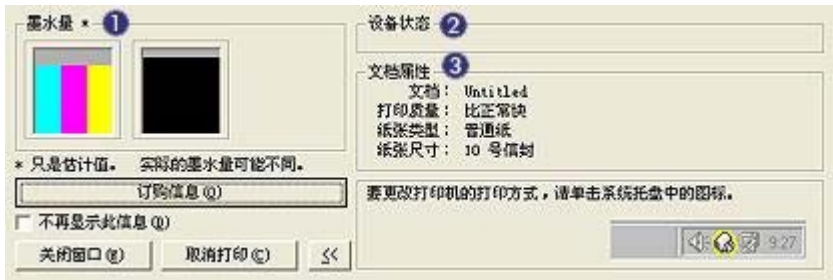 墨水量 * 1
设备状态 2
文档属性 3
文档： Untitled
打印质量： 比正常快
纸张类型： 普通纸
纸张尺寸： 10 号信封
* 只是估计值。 实际的墨水量可能不同。
订购信息(O)
不再显示此信息(D)
关闭窗口(W)
取消打印(C)
<<
要更改打印机的打印方式，请单击系统托盘中的图标。
9:27